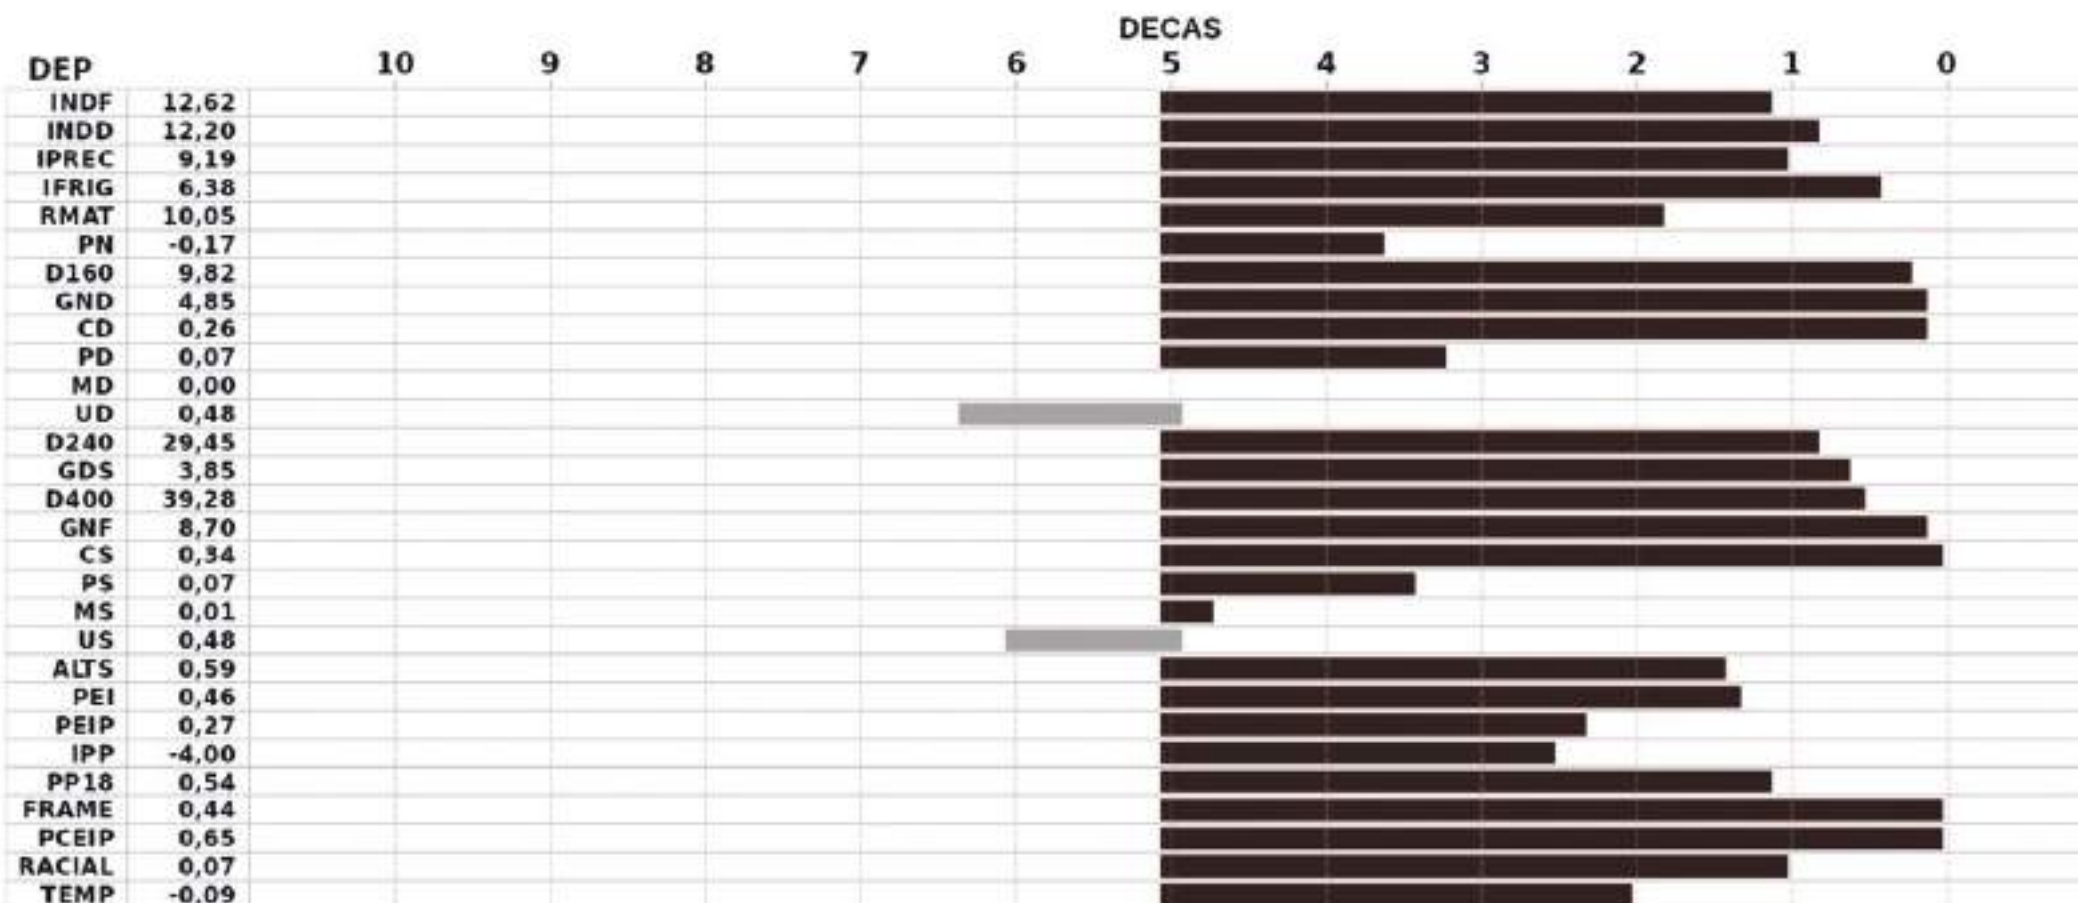 DECAS
DEP 10 9 8 7 6 5 4 3 2 1 0
INDF 12,62
INDD 12,20
IPREC 9,19
IFRIG 6,38
RMAT 10,05
PN -0,17
D160 9,82
GND 4,85
CD 0,26
PD 0,07
MD 0,00
UD 0,48
D240 29,45
GDS 3,85
D400 39,28
GNF 8,70
CS 0,34
PS 0,07
MS 0,01
US 0,48
ALTS 0,59
PEI 0,46
PEIP 0,27
IPP -4,00
PP18 0,54
FRAME 0,44
PCEIP 0,65
RACIAL 0,07
TEMP -0,09